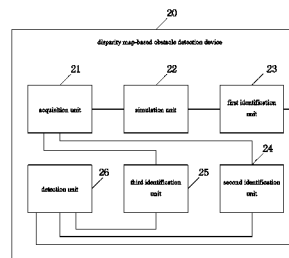 20
disparity map-based obstacle detection device
21
22
23
acquisition unit
simulation unit
first identification
unit
24
26
25
detection unit
third identification
unit
second identification
unit